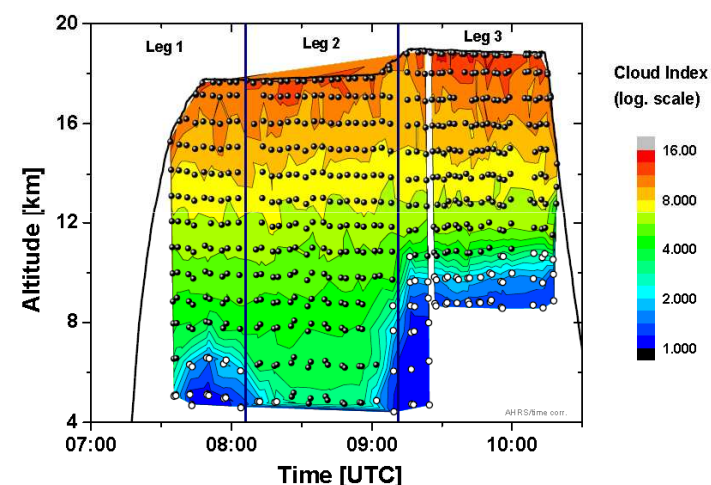 Leg 1
Leg 2
Leg 3
20
16
12
8
4
Altitude [km]
07:00
08:00
09:00
10:00
Time [UTC]
AHRS/time corr.
Cloud Index
(log. scale)
16.00
8.000
4.000
2.000
1.000